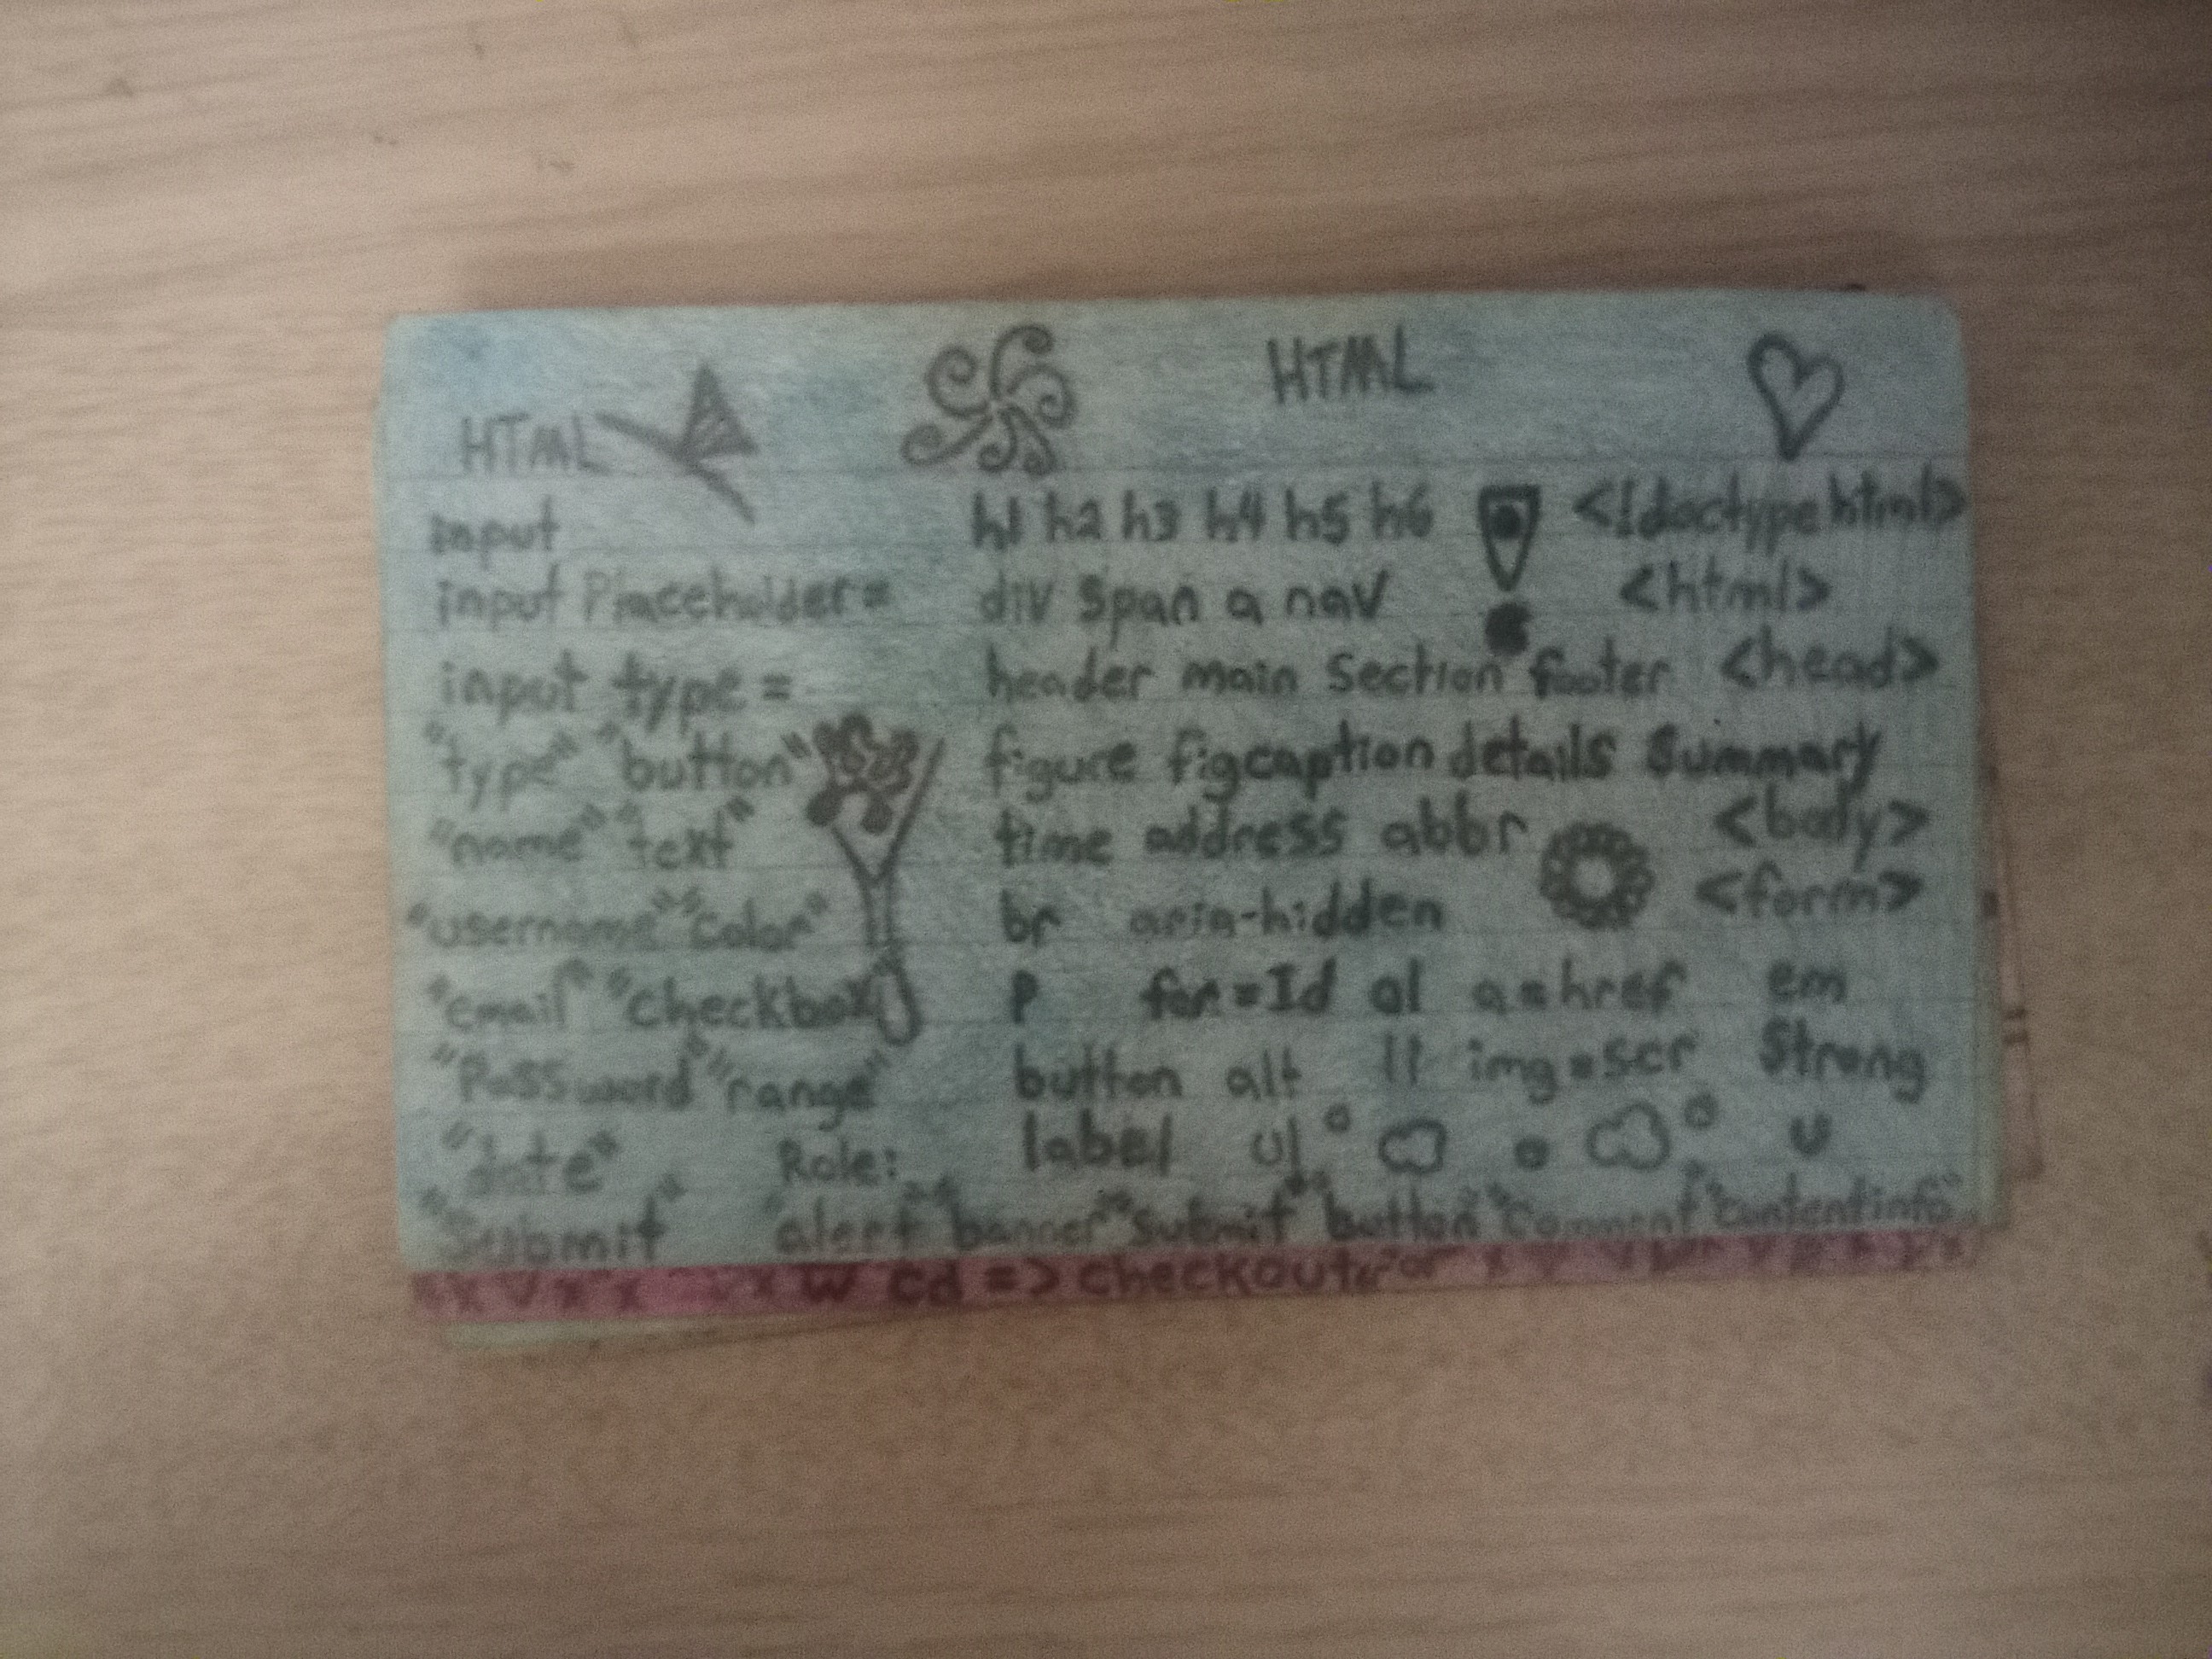 HTML HTML
input h1 h2 h3 h4 h5 h6 <!doctype html>
input Placeholder= div span a nav <html>
input type = header main section footer <head>
"type" "button" figure figcaption details Summary
"name" "text" time address abbr <body>
"username" "color" br aria-hidden <form>
"email" "checkbox" P for=Id ol a=href em
"Password" "range" button alt li img=scr Strong
"date" Role: label ul u
"Submit" "alert" "banner" "submit" "button" "comment" "contentinfo"
cd => checkout